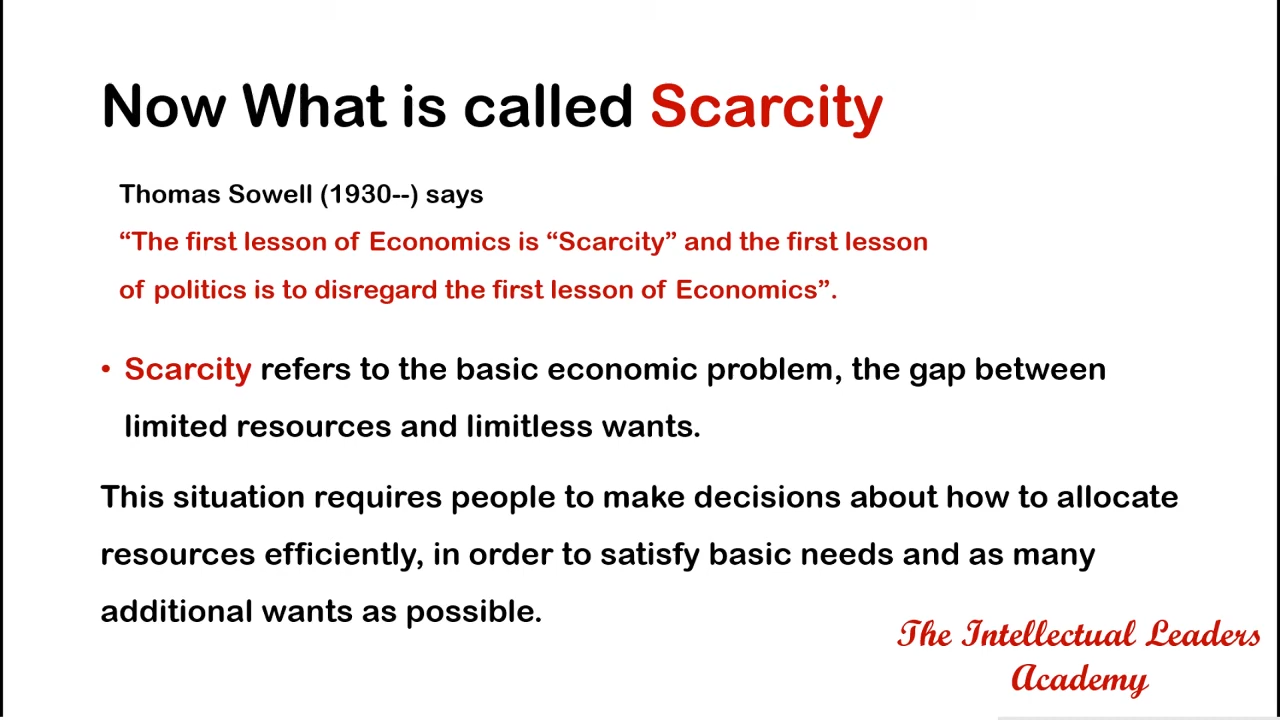 Now What is called Scarcity
Thomas Sowell (1930--) says
“The first lesson of Economics is “Scarcity” and the first lesson
of politics is to disregard the first lesson of Economics”.
• Scarcity refers to the basic economic problem, the gap between
limited resources and limitless wants.
This situation requires people to make decisions about how to allocate
resources efficiently, in order to satisfy basic needs and as many
additional wants as possible.
The Intellectual Leaders
Academy